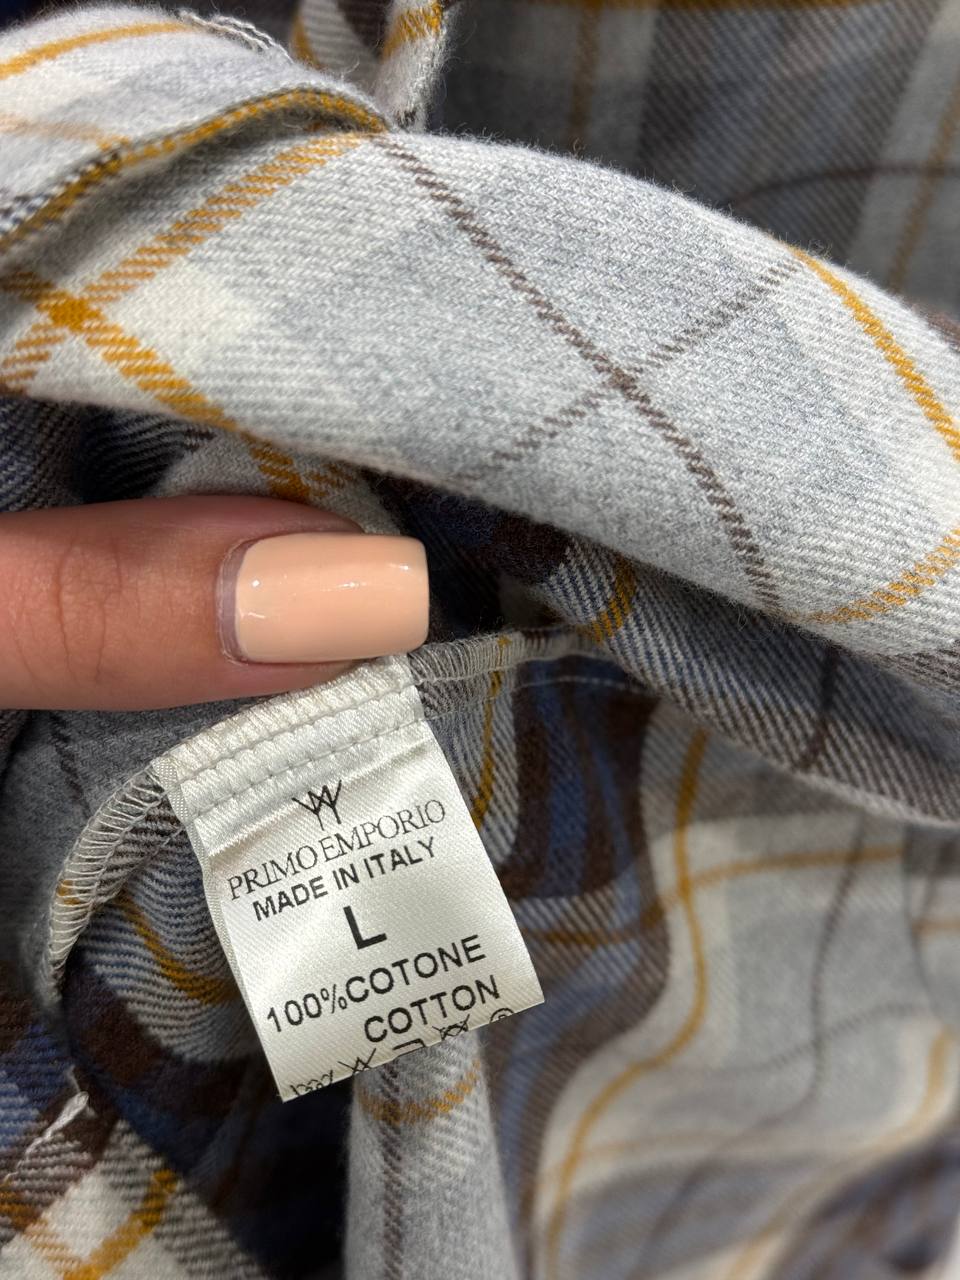 PRIMO EMPORIO
MADE IN ITALY
L
100%COTONE
COTTON